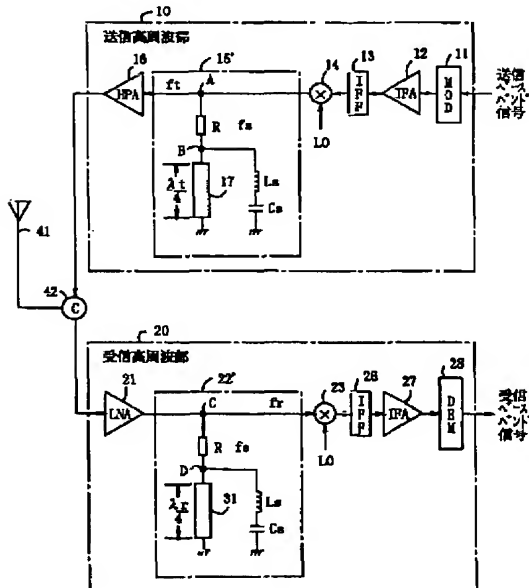 10
送信高周波部
15'
16
HPA
ft
A
14
13
IFF
12
IFA
11
MOD
送信
ベース
バンド
信号
R
fs
LO
B
λt
4
17
Ls
Cs
41
42
C
20
受信高周波部
21
LNA
22'
C
fr
23
26
IFF
27
IFA
28
DEM
受信
ベース
バンド
信号
R
fs
LO
D
λr
4
31
Ls
Cs